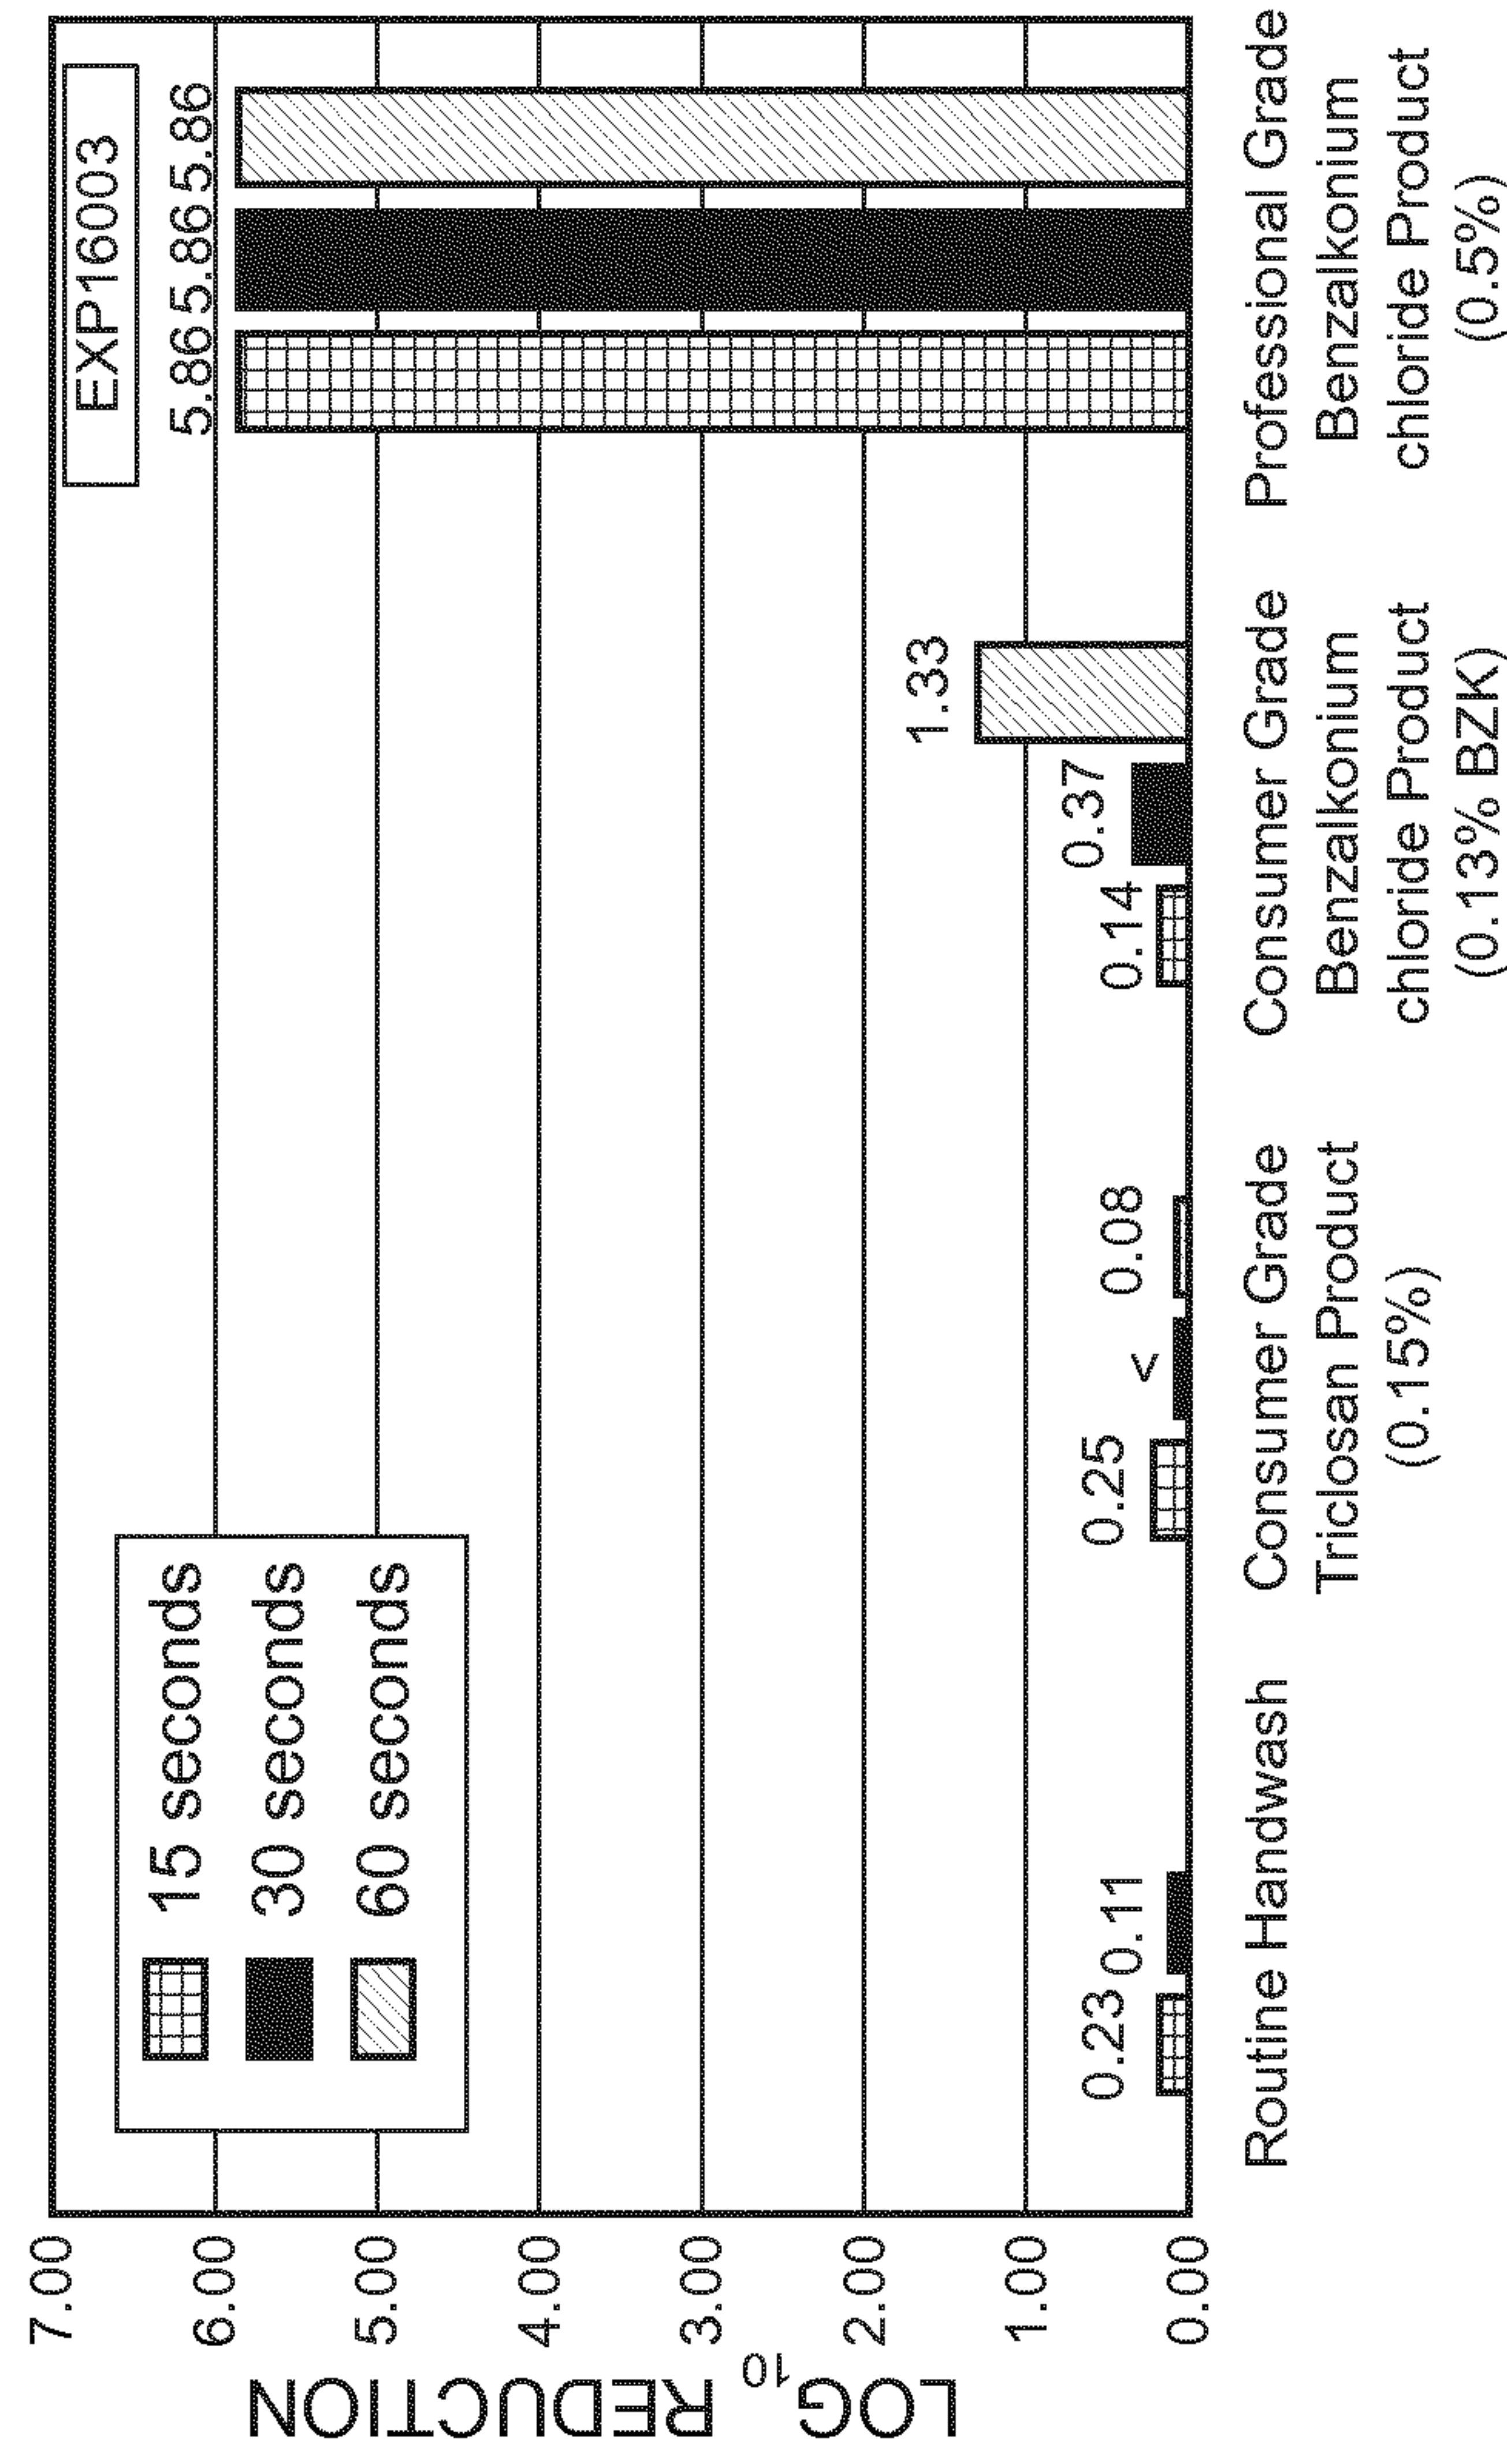 EXP16003
15 seconds
30 seconds
60 seconds
LOG10
REDUCTION
7.00
6.00
5.00
4.00
3.00
2.00
1.00
0.00
0.23
0.11
0.25
<
0.08
0.14
0.37
1.33
5.86
5.86
5.86
Routine Handwash
Consumer Grade
Triclosan Product
(0.15%)
Consumer Grade
Benzalkonium
chloride Product
(0.13% BZK)
Professional Grade
Benzalkonium
chloride Product
(0.5%)